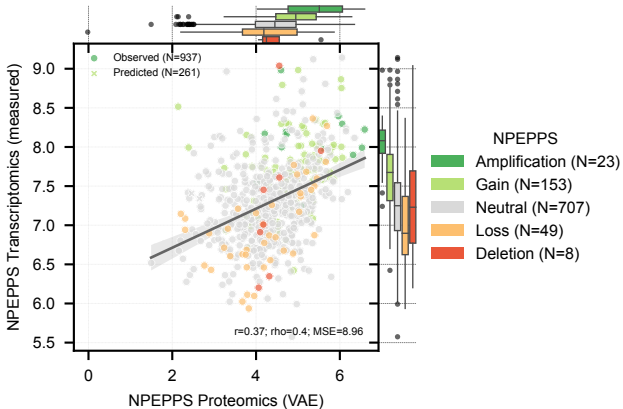 Observed (N=937)
Predicted (N=261)
9.0
8.5
8.0
7.5
7.0
6.5
6.0
5.5
NPEPPS Transcriptomics (measured)
r=0.37; rho=0.4; MSE=8.96
0
2
4
6
NPEPPS Proteomics (VAE)
NPEPPS
Amplification (N=23)
Gain (N=153)
Neutral (N=707)
Loss (N=49)
Deletion (N=8)